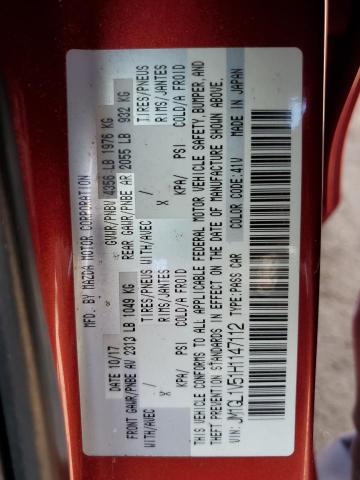 MFD. BY MAZDA MOTOR CORPORATION
DATE: 10/17 GVWR/PNBV 4356 LB 1976 KG
FRONT GAWR/PNBE AV 2313 LB 1049 KG REAR GAWR/PNBE AR 2055 LB 932 KG
TIRES/PNEUS WITH/AVEC TIRES/PNEUS
WITH/AVEC RIMS/JANTES X RIMS/JANTES
X KPA/ PSI COLD/A FROID KPA/ PSI COLD/A FROID
THIS VEHICLE CONFORMS TO ALL APPLICABLE FEDERAL MOTOR VEHICLE SAFETY, BUMPER, AND
THEFT PREVENTION STANDARDS IN EFFECT ON THE DATE OF MANUFACTURE SHOWN ABOVE.
VIN: JM1GL1V51H1147112 TYPE: PASS CAR COLOR CODE: 41V MADE IN JAPAN